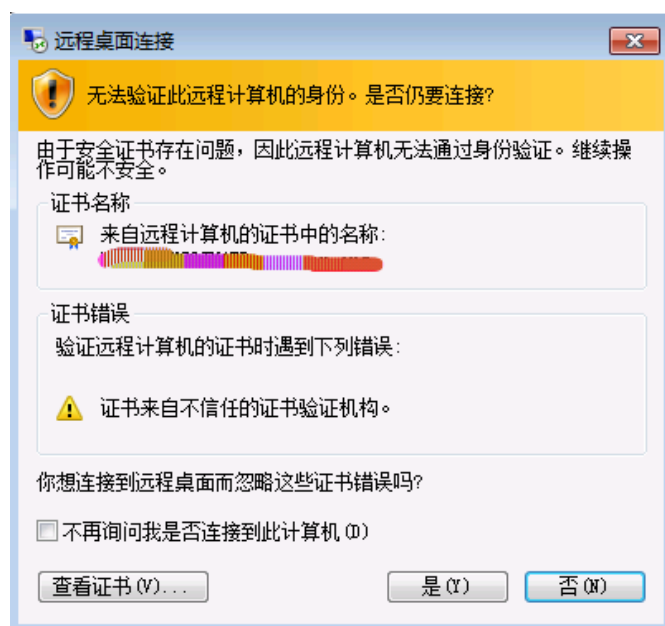 远程桌面连接
无法验证此远程计算机的身份。是否仍要连接?
由于安全证书存在问题，因此远程计算机无法通过身份验证。继续操
作可能不安全。
证书名称
来自远程计算机的证书中的名称:
证书错误
验证远程计算机的证书时遇到下列错误:
证书来自不信任的证书验证机构。
你想连接到远程桌面而忽略这些证书错误吗?
不再询问我是否连接到此计算机(D)
查看证书(V)... 是(Y) 否(N)